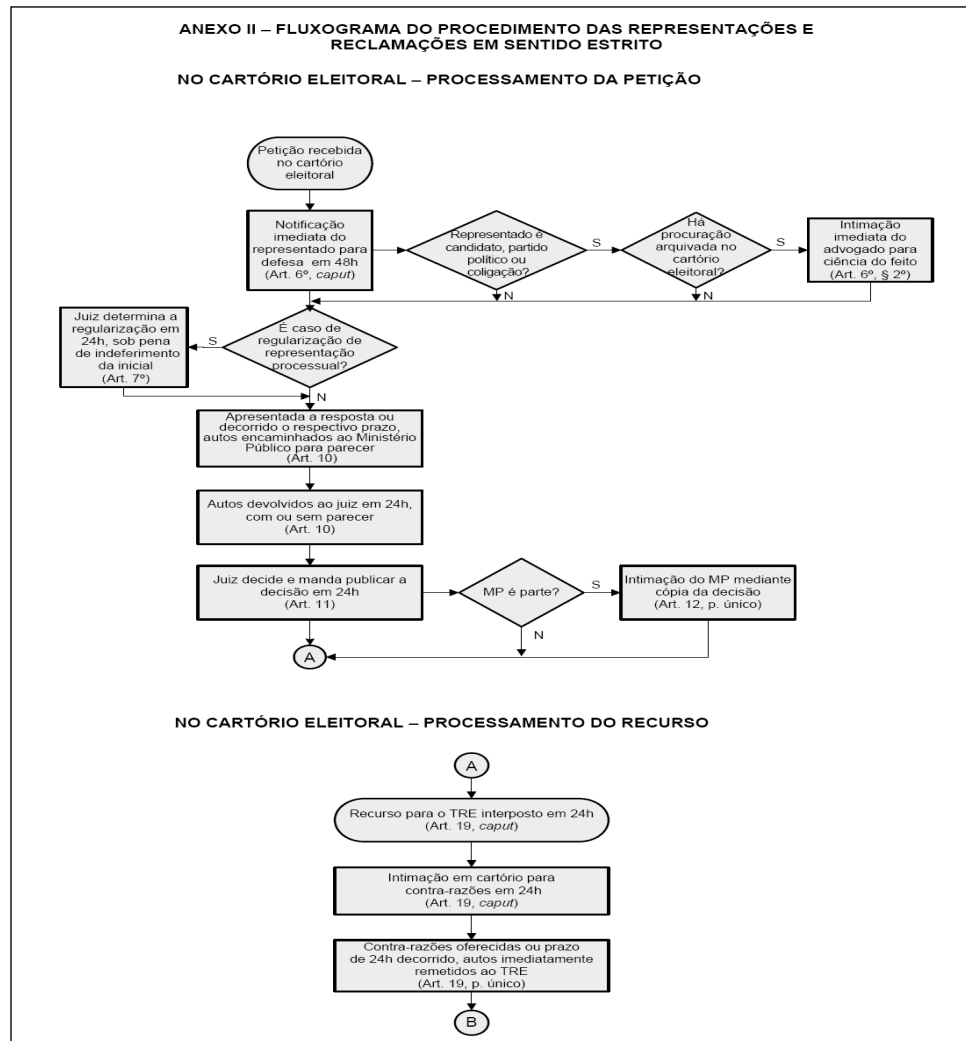 ANEXO II – FLUXOGRAMA DO PROCEDIMENTO DAS REPRESENTAÇÕES E
RECLAMAÇÕES EM SENTIDO ESTRITO
NO CARTÓRIO ELEITORAL – PROCESSAMENTO DA PETIÇÃO
Petição recebida
no cartório
eleitoral
Notificação
imediata do
representado para
defesa em 48h
(Art. 6º, caput)
Representado é
candidato, partido
político ou
coligação?
S
N
Há
procuração
arquivada no
cartório
eleitoral?
S
N
Intimação
imediata do
advogado para
ciência do feito
(Art. 6º, § 2º)
É caso de
regularização de
representação
processual?
S
N
Juiz determina a
regularização em
24h, sob pena
de indeferimento
da inicial
(Art. 7º)
Apresentada a resposta ou
decorrido o respectivo prazo,
autos encaminhados ao Ministério
Público para parecer
(Art. 10)
Autos devolvidos ao juiz em 24h,
com ou sem parecer
(Art. 10)
Juiz decide e manda publicar a
decisão em 24h
(Art. 11)
MP é parte?
S
N
Intimação do MP mediante
cópia da decisão
(Art. 12, p. único)
A
NO CARTÓRIO ELEITORAL – PROCESSAMENTO DO RECURSO
A
Recurso para o TRE interposto em 24h
(Art. 19, caput)
Intimação em cartório para
contra-razões em 24h
(Art. 19, caput)
Contra-razões oferecidas ou prazo
de 24h decorrido, autos imediatamente
remetidos ao TRE
(Art. 19, p. único)
B